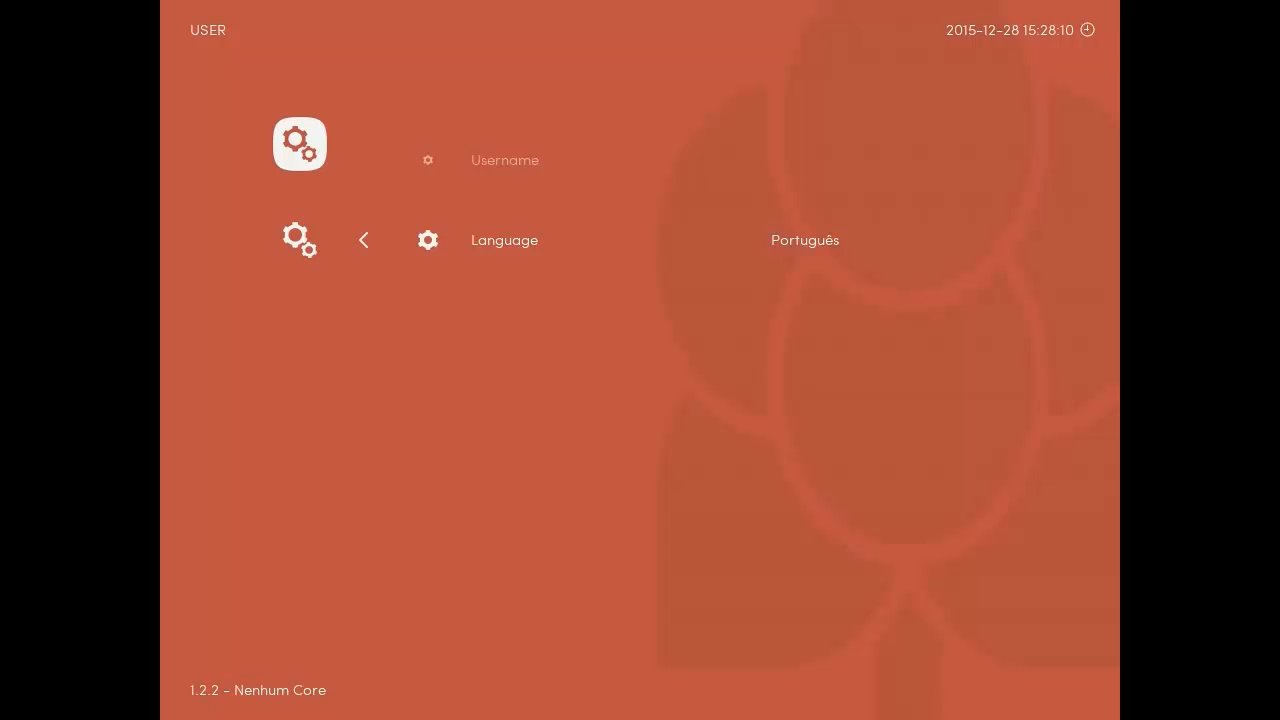 USER
2015-12-28 15:28:10
Username
Language
Português
1.2.2 - Nenhum Core